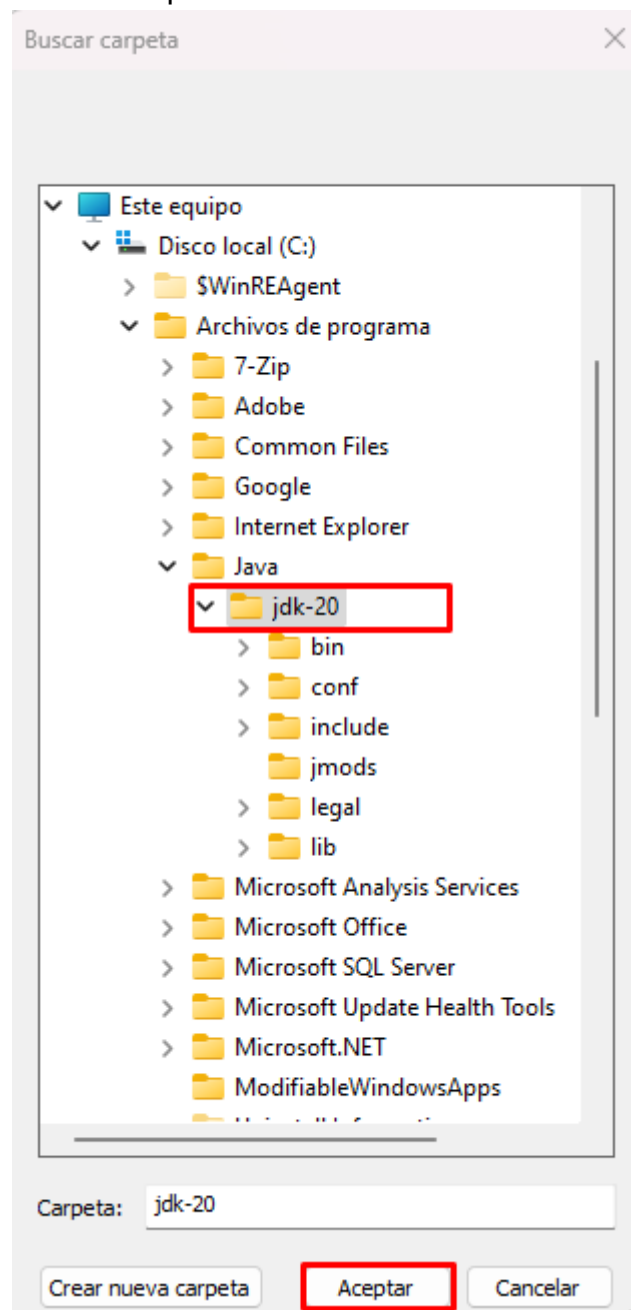 Buscar carpeta
Este equipo
Disco local (C:)
$WinREAgent
Archivos de programa
7-Zip
Adobe
Common Files
Google
Internet Explorer
Java
jdk-20
bin
conf
include
jmods
legal
lib
Microsoft Analysis Services
Microsoft Office
Microsoft SQL Server
Microsoft Update Health Tools
Microsoft.NET
ModifiableWindowsApps
Carpeta: jdk-20
Crear nueva carpeta Aceptar Cancelar